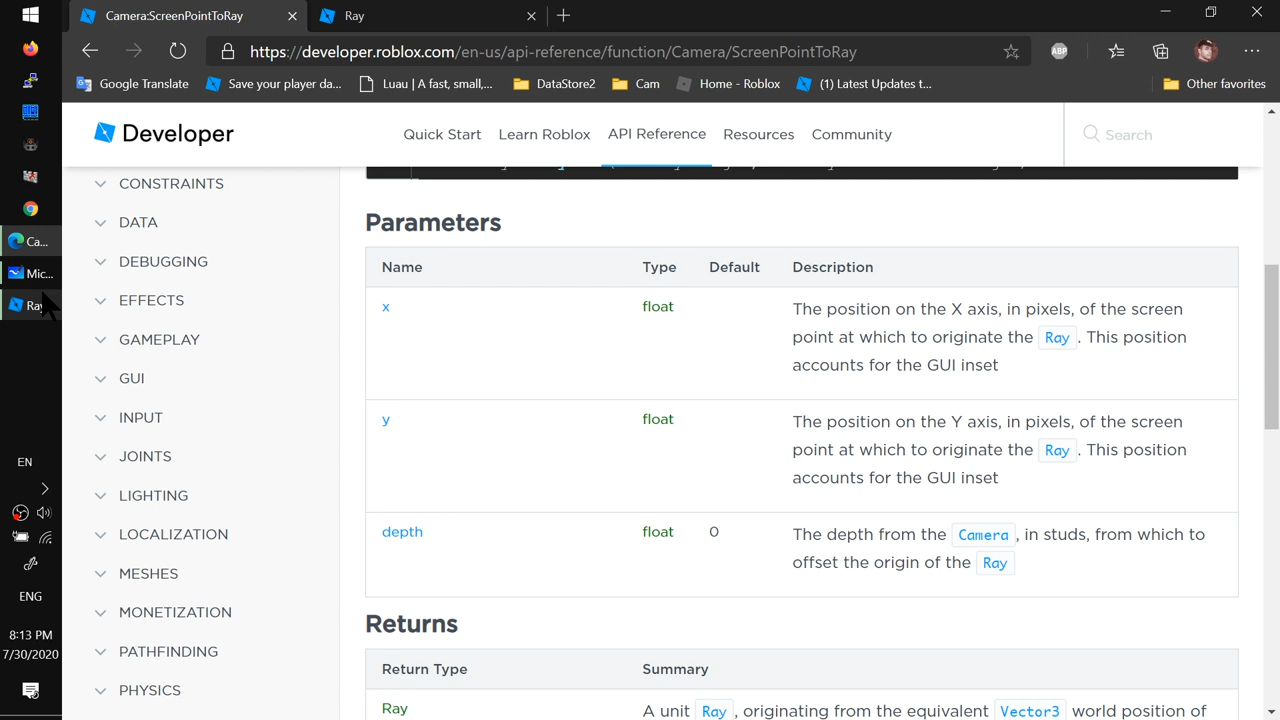 Camera:ScreenPointToRay
Ray
https://developer.roblox.com/en-us/api-reference/function/Camera/ScreenPointToRay
ABP
Google Translate
Save your player da...
Luau | A fast, small,...
DataStore2
Cam
Home - Roblox
(1) Latest Updates t...
Other favorites
Developer
Quick Start
Learn Roblox
API Reference
Resources
Community
Search
CONSTRAINTS
DATA
DEBUGGING
EFFECTS
GAMEPLAY
GUI
INPUT
JOINTS
LIGHTING
LOCALIZATION
MESHES
MONETIZATION
PATHFINDING
PHYSICS
Parameters
Name Type Default Description
x float The position on the X axis, in pixels, of the screen
point at which to originate the Ray . This position
accounts for the GUI inset
y float The position on the Y axis, in pixels, of the screen
point at which to originate the Ray . This position
accounts for the GUI inset
depth float 0 The depth from the Camera , in studs, from which to
offset the origin of the Ray
Returns
Return Type Summary
Ray A unit Ray , originating from the equivalent Vector3 world position of
Ca...
Mic...
Ray
EN
ENG
8:13 PM
7/30/2020